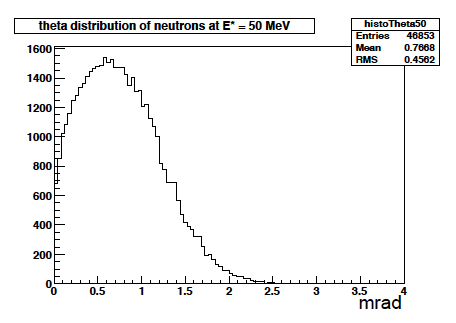 theta distribution of neutrons at E* = 50 MeV
histoTheta50
Entries 46853
Mean 0.7668
RMS 0.4562
1600
1400
1200
1000
800
600
400
200
0
0 0.5 1 1.5 2 2.5 3 3.5 4
mrad